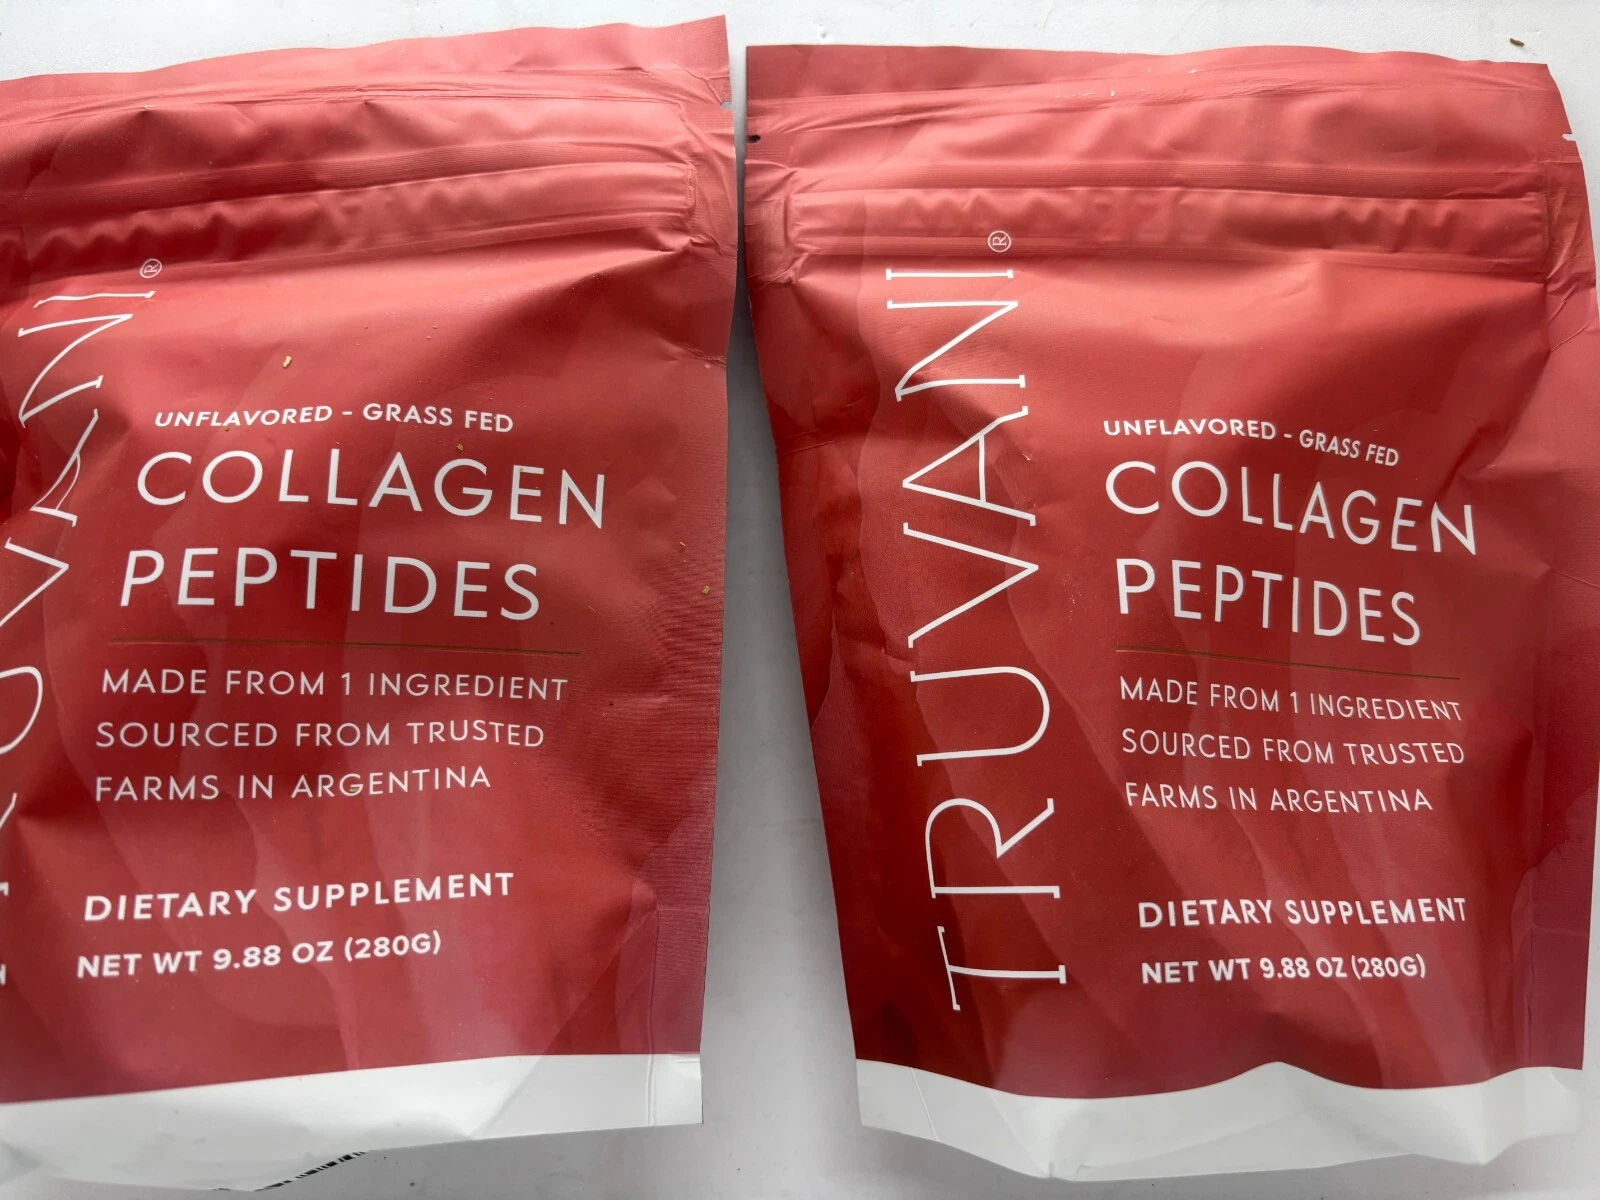 UNFLAVORED - GRASS FED
COLLAGEN
PEPTIDES
MADE FROM 1 INGREDIENT
SOURCED FROM TRUSTED
FARMS IN ARGENTINA
DIETARY SUPPLEMENT
NET WT 9.88 OZ (280G)
TRUVANI®
UNFLAVORED - GRASS FED
COLLAGEN
PEPTIDES
MADE FROM 1 INGREDIENT
SOURCED FROM TRUSTED
FARMS IN ARGENTINA
DIETARY SUPPLEMENT
NET WT 9.88 OZ (280G)